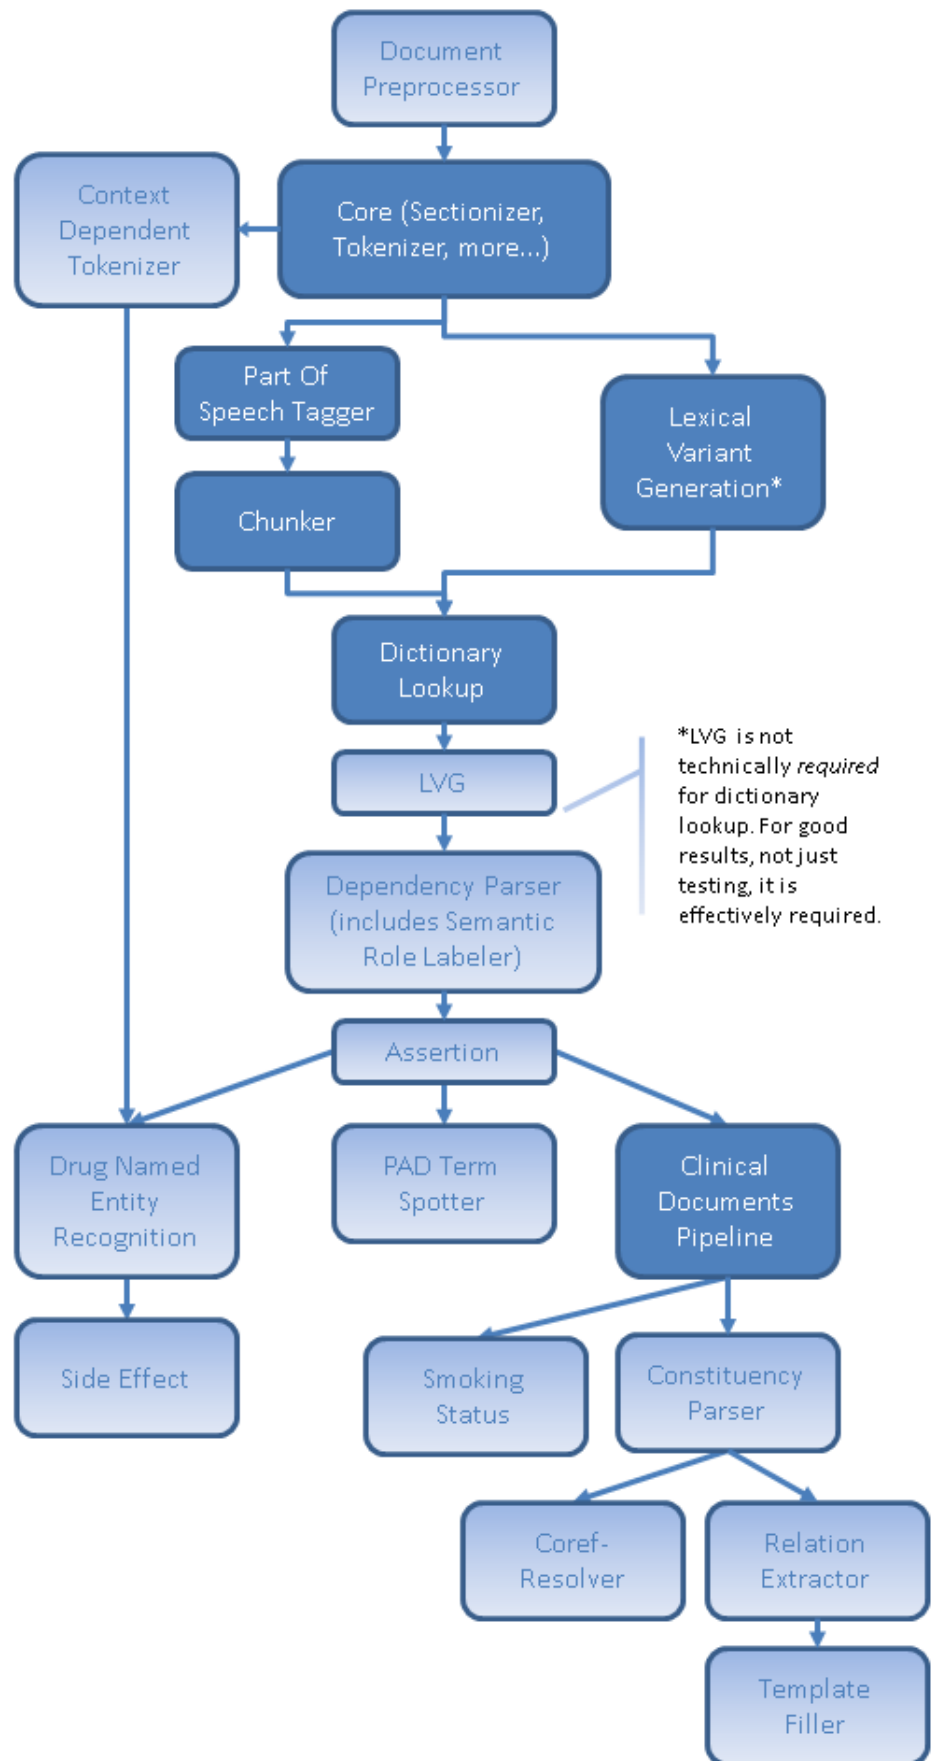 Document
Preprocessor
Context
Dependent
Tokenizer
Core (Sectionizer,
Tokenizer, more...)
Part Of
Speech Tagger
Lexical
Variant
Generation*
Chunker
Dictionary
Lookup
LVG
*LVG is not
technically required
for dictionary
lookup. For good
results, not just
testing, it is
effectively required.
Dependency Parser
(includes Semantic
Role Labeler)
Assertion
Drug Named
Entity
Recognition
PAD Term
Spotter
Clinical
Documents
Pipeline
Side Effect
Smoking
Status
Constituency
Parser
Coref-
Resolver
Relation
Extractor
Template
Filler